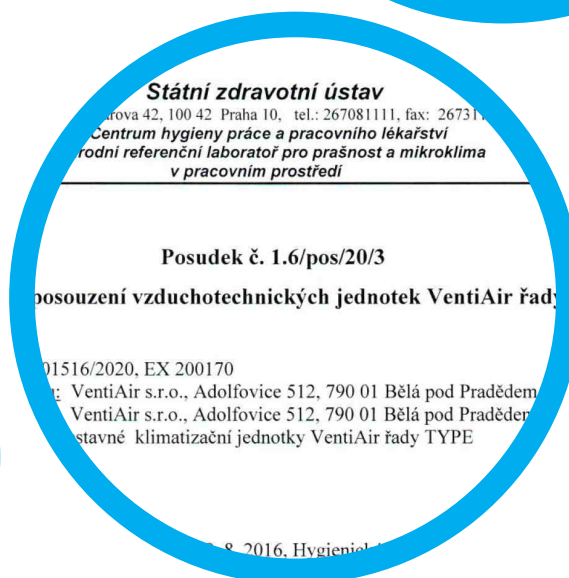 Státní zdravotní ústav
42, 100 42 Praha 10, tel.: 267081111, fax:
Centrum hygieny práce a pracovního lékařství
referenční laboratoř pro prašnost a mikroklima
v pracovním prostředí
Posudek č. 1.6/pos/20/3
posouzení vzduchotechnických jednotek VentiAir řady
01516/2020, EX 200170
VentiAir s.r.o., Adolfovice 512, 790 01 Bělá pod Pradědem
VentiAir s.r.o., Adolfovice 512, 790 01 Bělá pod Pradědem
klimatizační jednotky VentiAir řady TYPE
8. 2016,